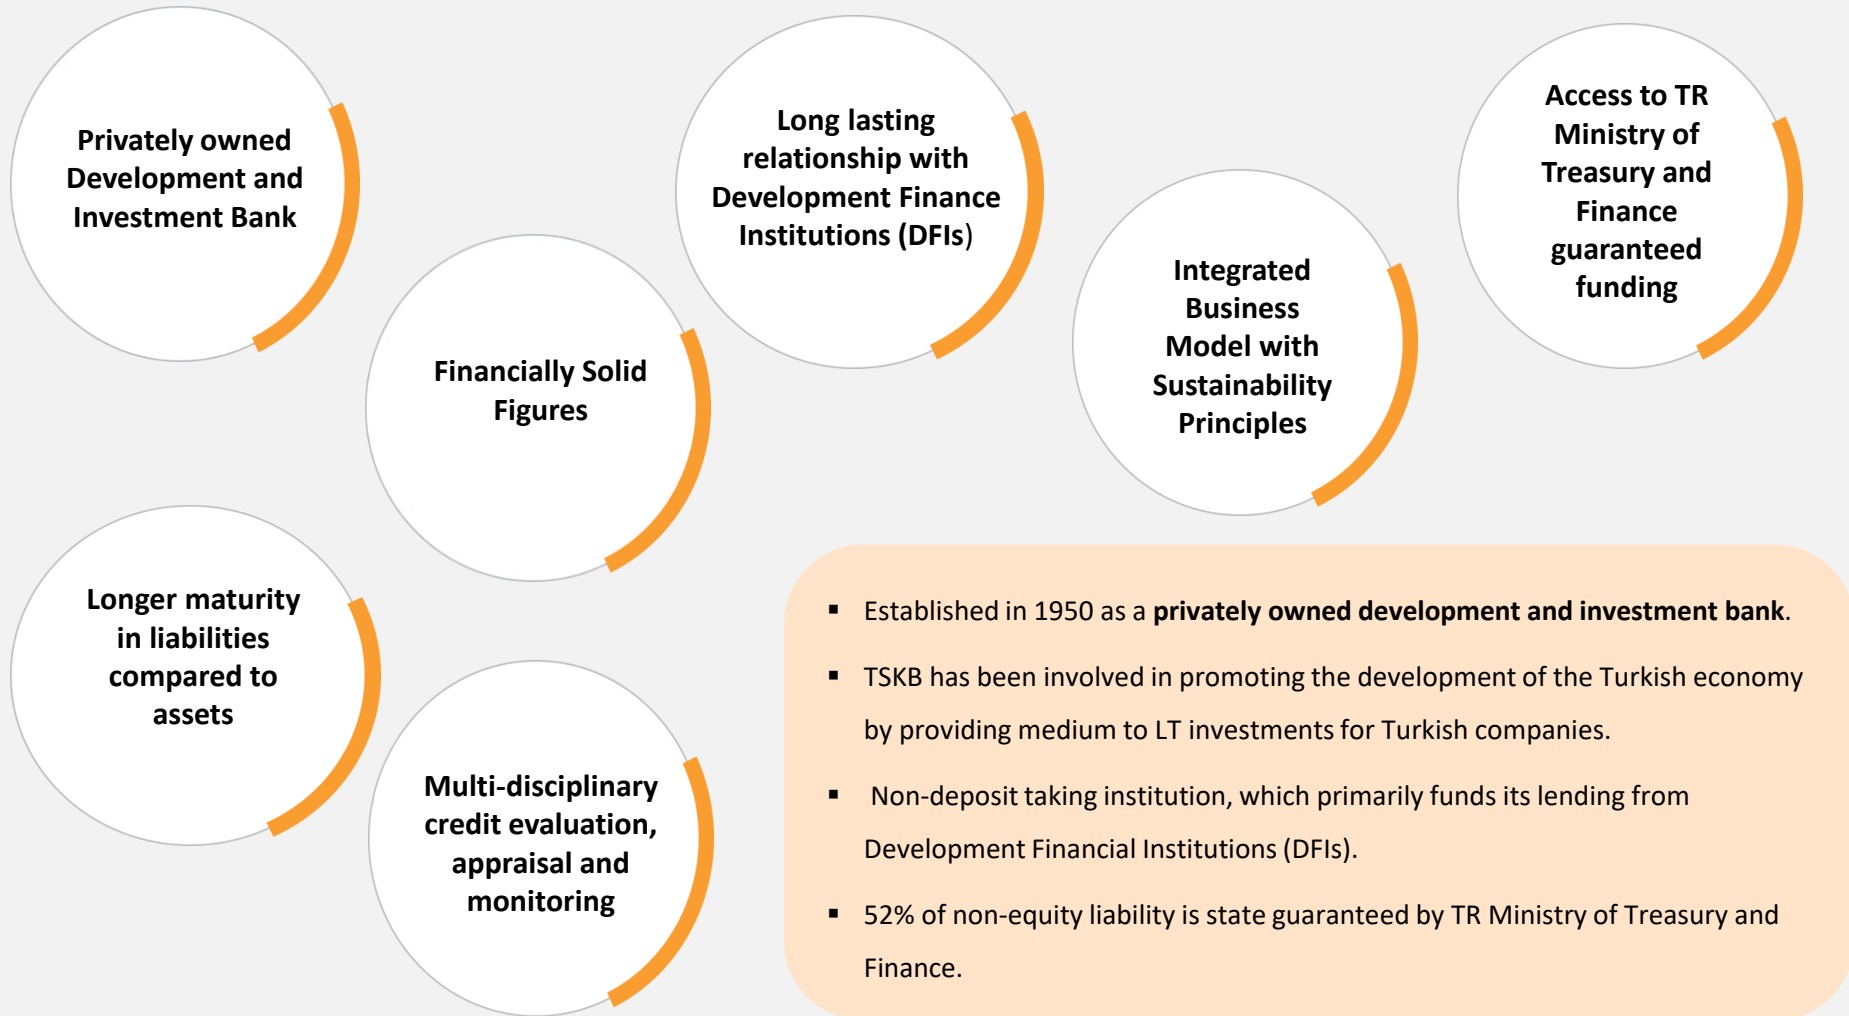 Privately owned
Development and
Investment Bank
Long lasting
relationship with
Development Finance
Institutions (DFIs)
Access to TR
Ministry of
Treasury and
Finance
guaranteed
funding
Financially Solid
Figures
Integrated
Business
Model with
Sustainability
Principles
Longer maturity
in liabilities
compared to
assets
Multi-disciplinary
credit evaluation,
appraisal and
monitoring
▪ Established in 1950 as a privately owned development and investment bank.
▪ TSKB has been involved in promoting the development of the Turkish economy
by providing medium to LT investments for Turkish companies.
▪ Non-deposit taking institution, which primarily funds its lending from
Development Financial Institutions (DFIs).
▪ 52% of non-equity liability is state guaranteed by TR Ministry of Treasury and
Finance.